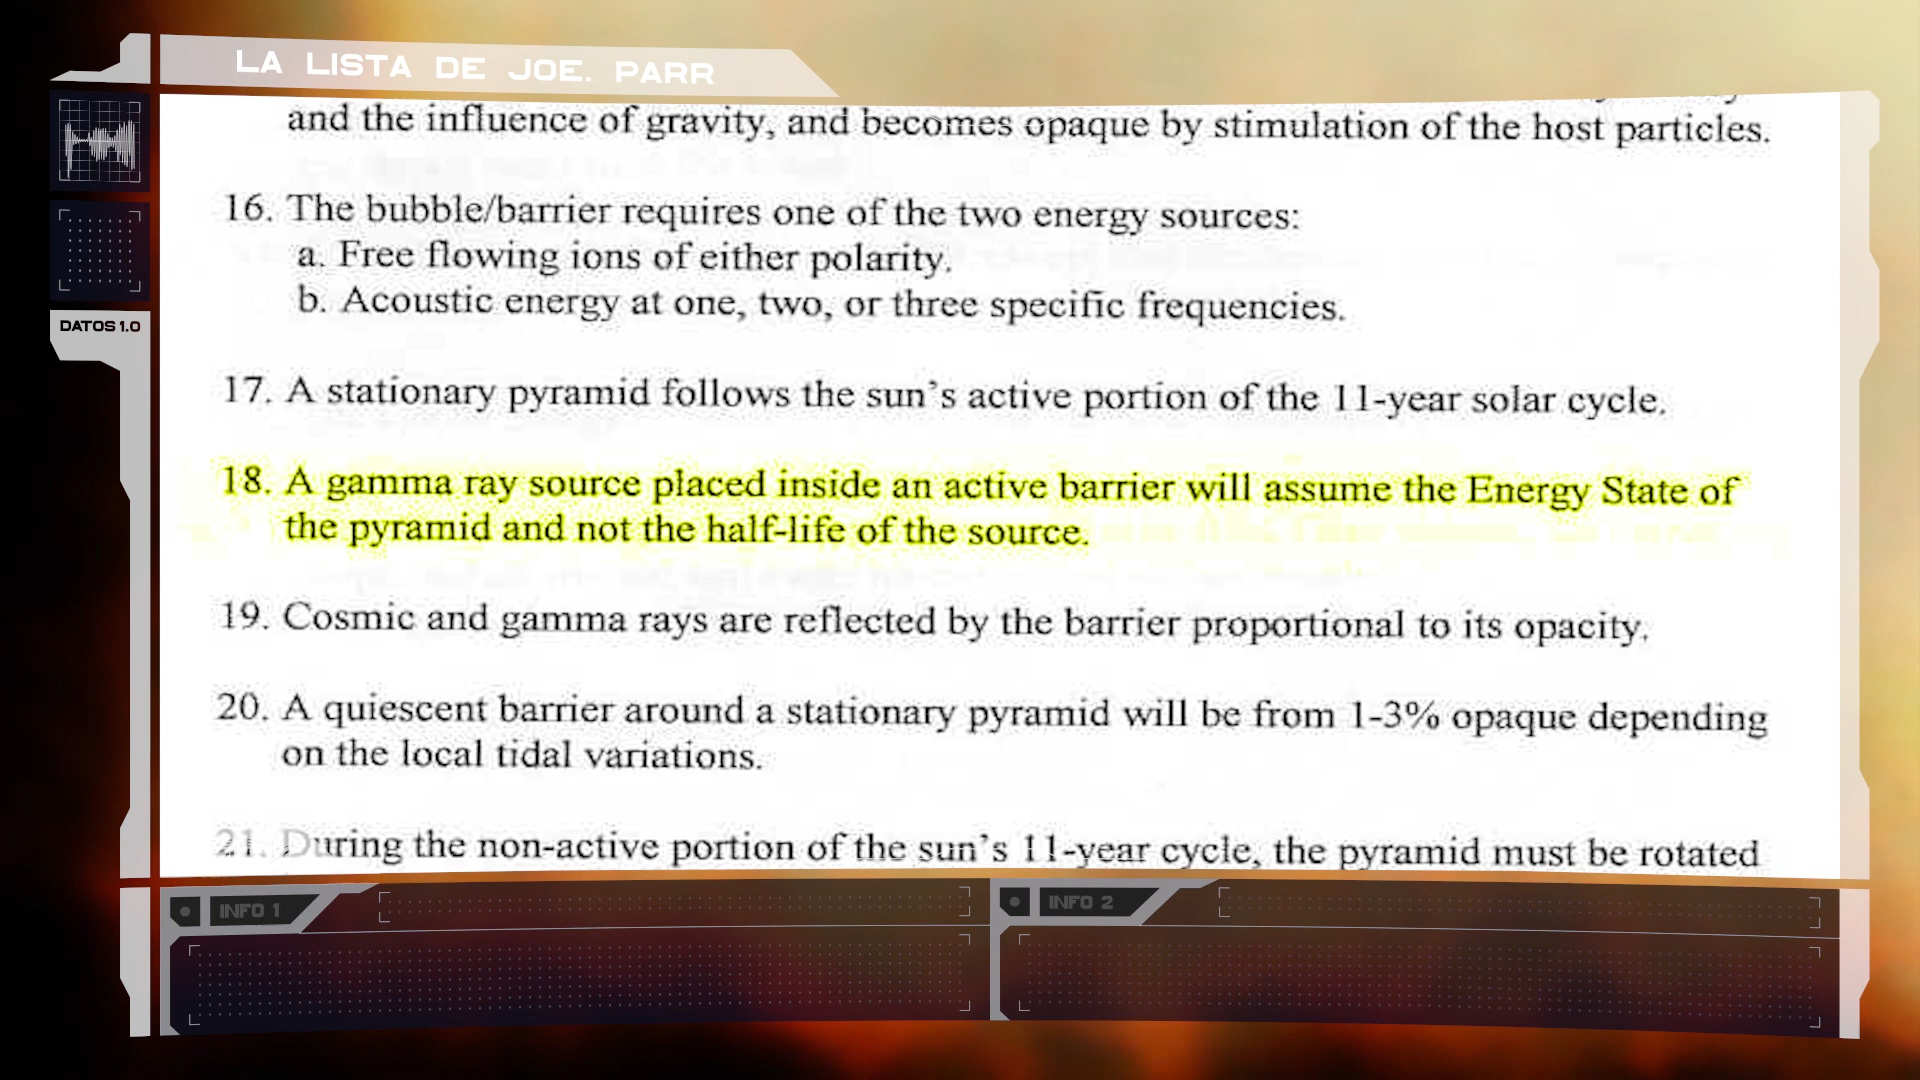 LA LISTA DE JOE. PARR
and the influence of gravity, and becomes opaque by stimulation of the host particles.
16. The bubble/barrier requires one of the two energy sources:
a. Free flowing ions of either polarity.
b. Acoustic energy at one, two, or three specific frequencies.
DATOS 1.0
17. A stationary pyramid follows the sun's active portion of the 11-year solar cycle.
18. A gamma ray source placed inside an active barrier will assume the Energy State of
the pyramid and not the half-life of the source.
19. Cosmic and gamma rays are reflected by the barrier proportional to its opacity.
20. A quiescent barrier around a stationary pyramid will be from 1-3% opaque depending
on the local tidal variations.
21. During the non-active portion of the sun's 11-year cycle, the pyramid must be rotated
INFO 1
INFO 2